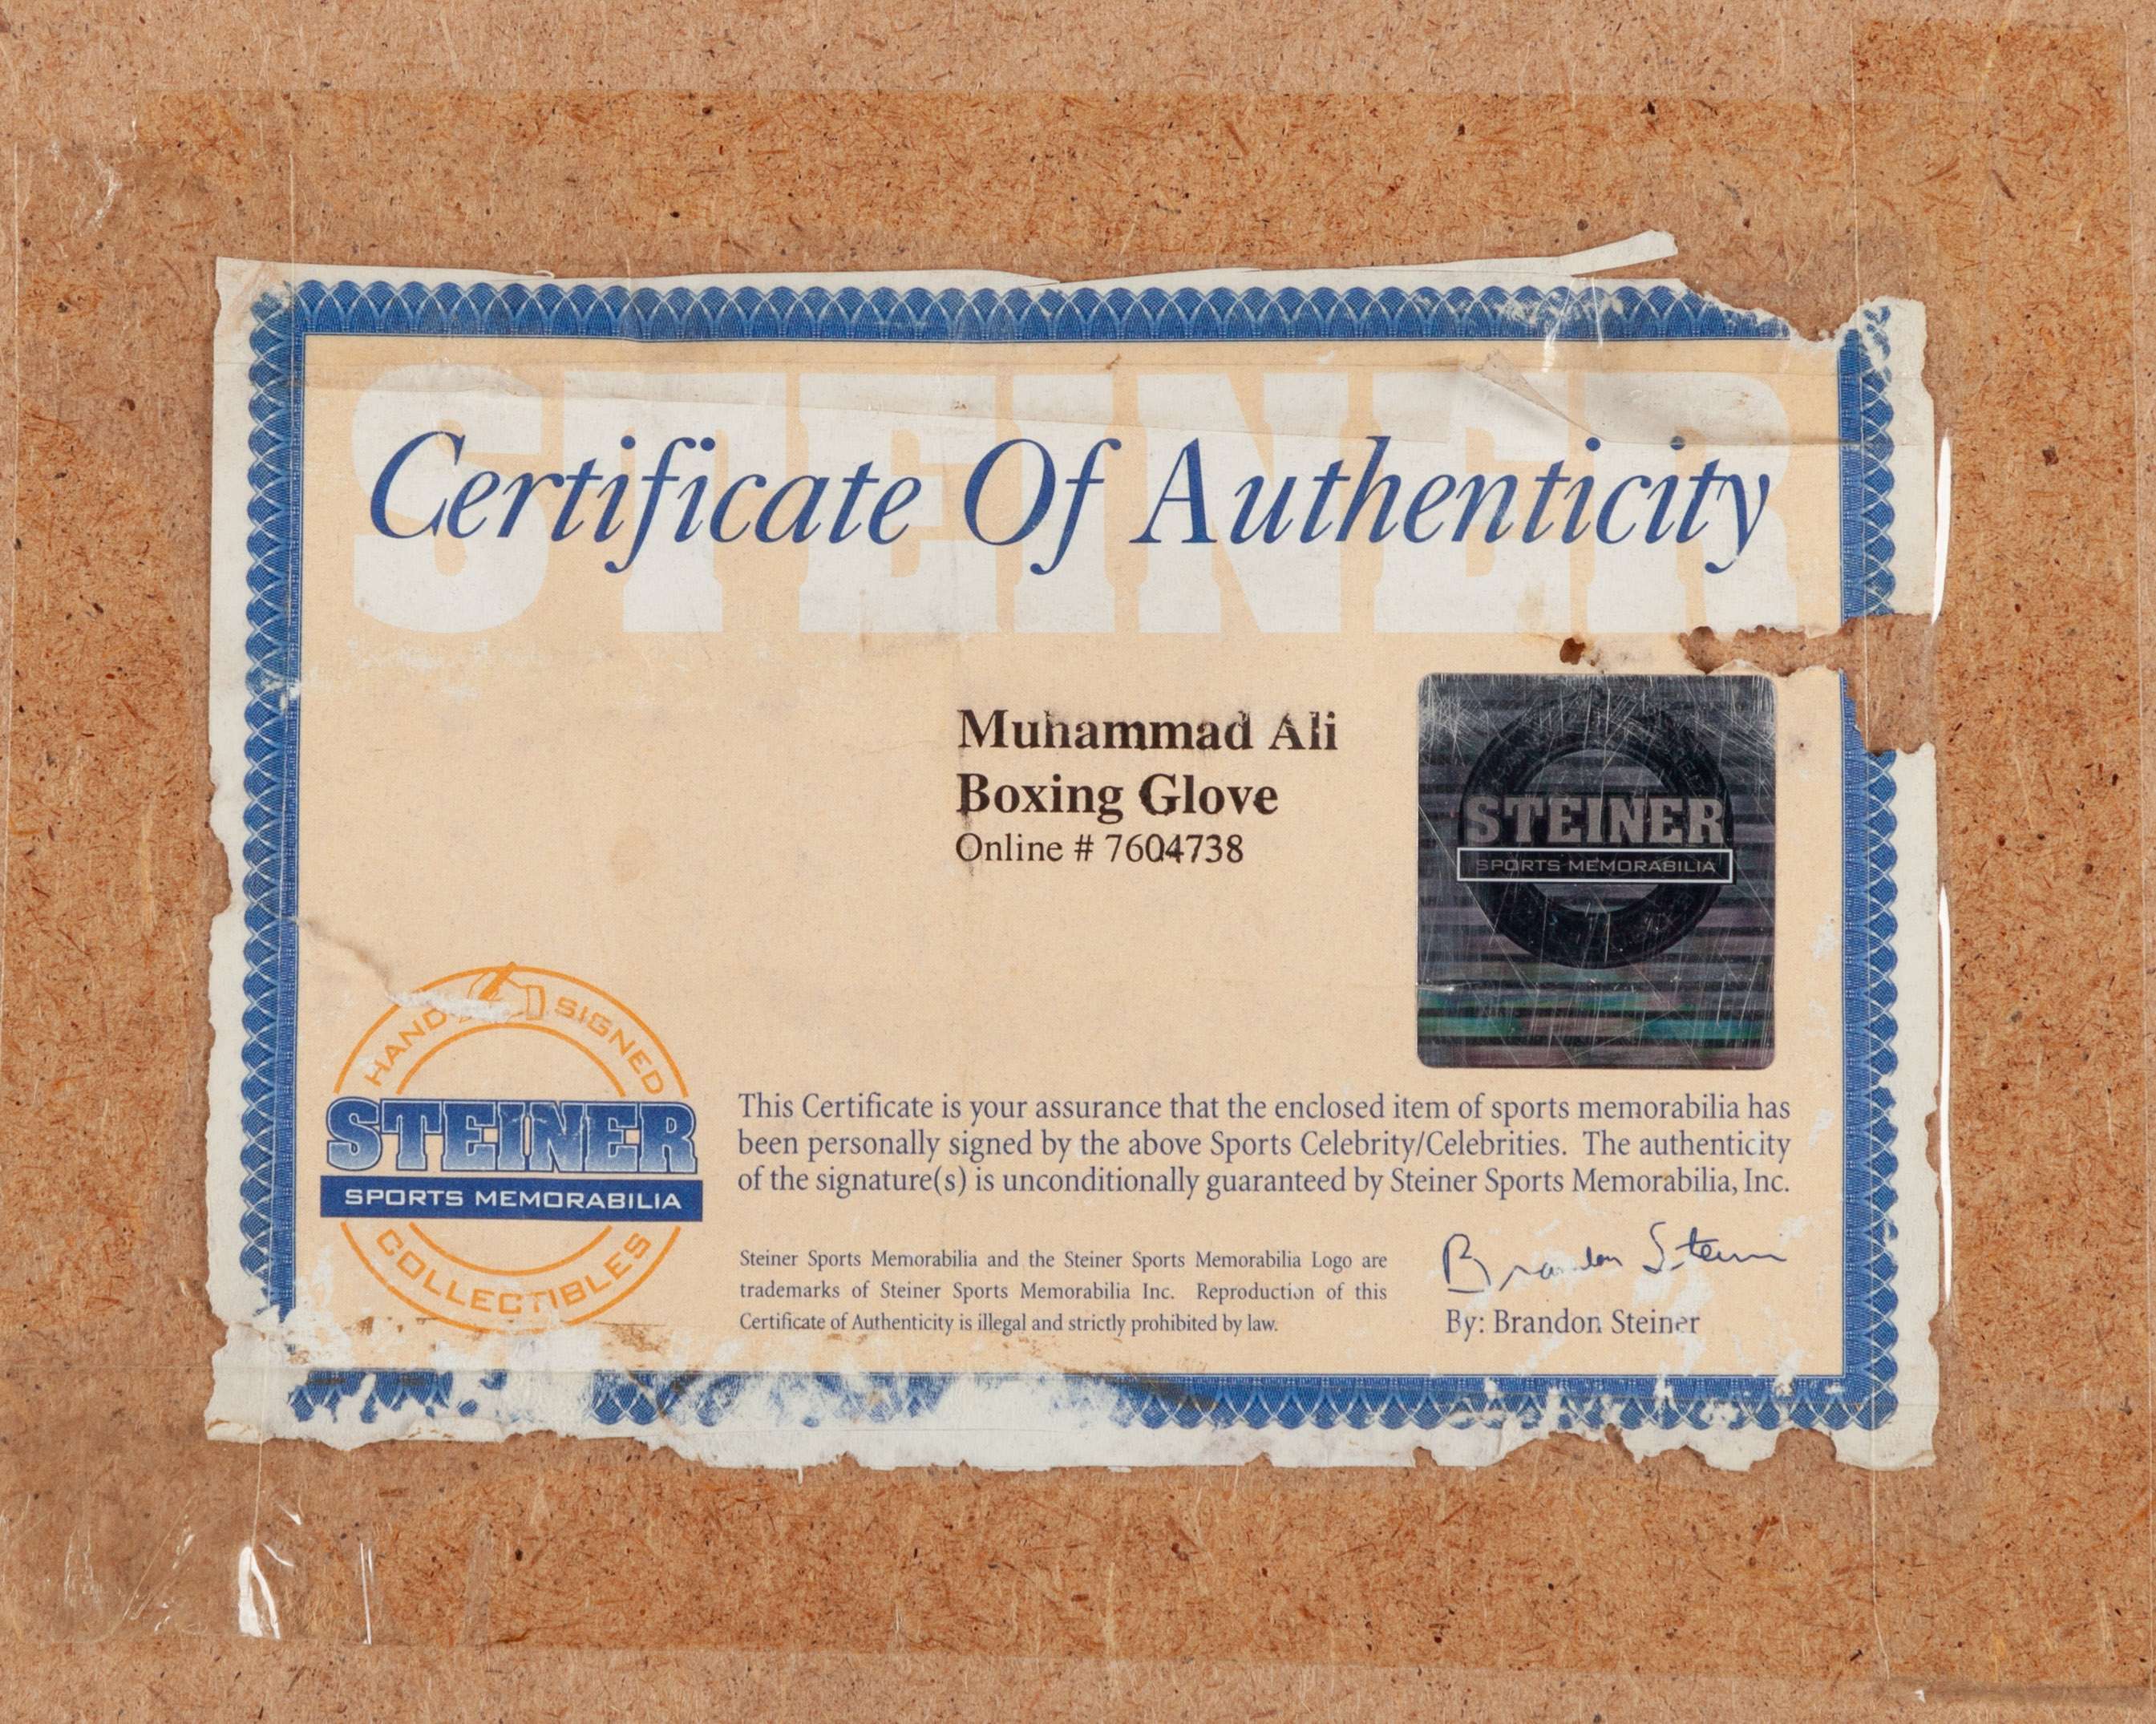 STEINER
Certificate Of Authenticity
Muhammad Ali
Boxing Glove
Online # 7604738
STEINER
SPORTS MEMORABILIA
HAND SIGNED
STEINER
SPORTS MEMORABILIA
COLLECTIBLES
This Certificate is your assurance that the enclosed item of sports memorabilia has
been personally signed by the above Sports Celebrity/Celebrities. The authenticity
of the signature(s) is unconditionally guaranteed by Steiner Sports Memorabilia, Inc.
Steiner Sports Memorabilia and the Steiner Sports Memorabilia Logo are
trademarks of Steiner Sports Memorabilia Inc. Reproduction of this
Certificate of Authenticity is illegal and strictly prohibited by law.
Brandon Steiner
By: Brandon Steiner